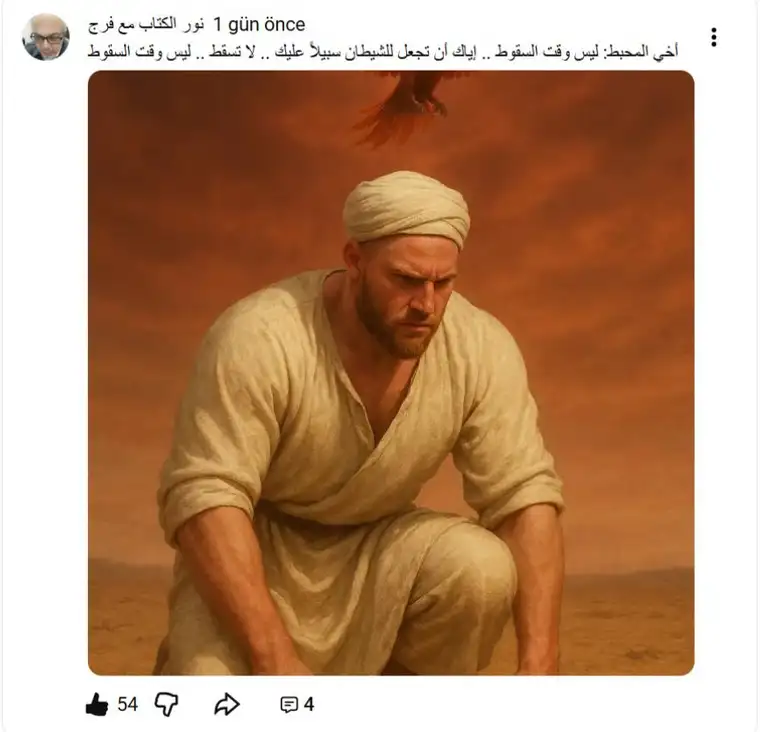 نور الكتاب مع فرج 1 gün önce
أخي المحبط: ليس وقت السقوط .. إياك أن تجعل للشيطان سبيلاً عليك .. لا تسقط .. ليس وقت السقوط
54
4